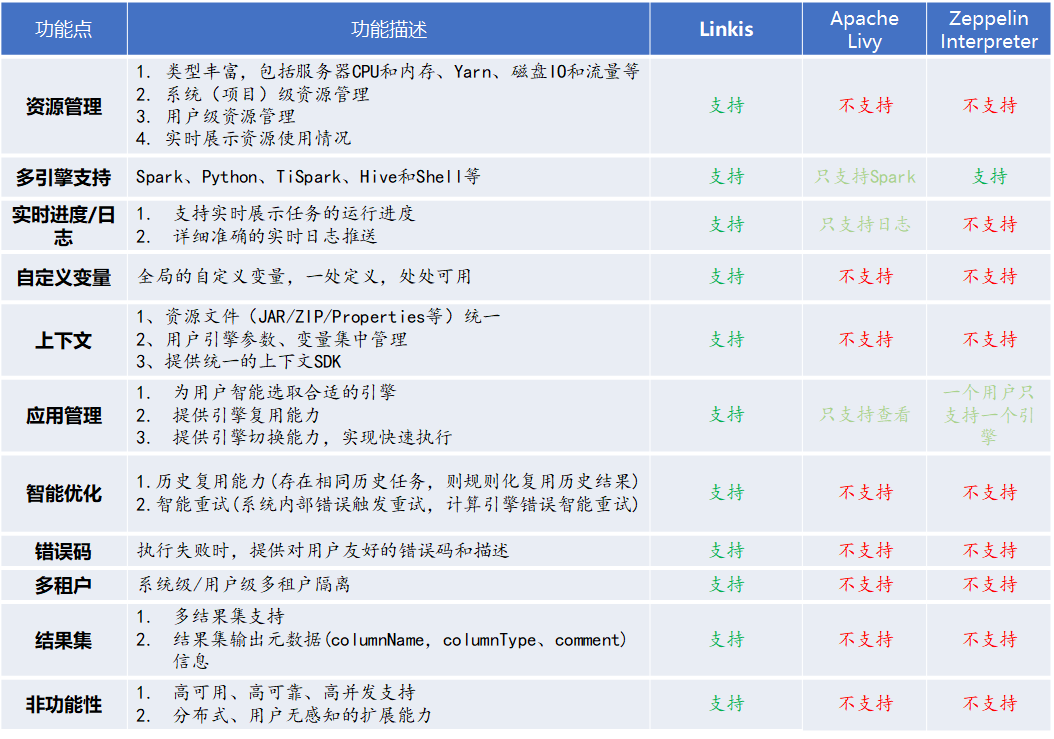 功能点
功能描述
Linkis
Apache
Livy
Zeppelin
Interpreter
资源管理
1. 类型丰富，包括服务器CPU和内存、Yarn、磁盘IO和流量等
2. 系统（项目）级资源管理
3. 用户级资源管理
4. 实时展示资源使用情况
支持
不支持
不支持
多引擎支持
Spark、Python、TiSpark、Hive和Shell等
支持
只支持Spark
支持
实时进度/日
志
1. 支持实时展示任务的运行进度
2. 详细准确的实时日志推送
支持
只支持日志
不支持
自定义变量
全局的自定义变量，一处定义，处处可用
支持
不支持
不支持
上下文
1、资源文件（JAR/ZIP/Properties等）统一
2、用户引擎参数、变量集中管理
3、提供统一的上下文SDK
支持
不支持
不支持
应用管理
1. 为用户智能选取合适的引擎
2. 提供引擎复用能力
3. 提供引擎切换能力，实现快速执行
支持
只支持查看
一个用户只
支持一个引
擎
智能优化
1.历史复用能力(存在相同历史任务，则规则化复用历史结果)
2.智能重试(系统内部错误触发重试，计算引擎错误智能重试)
支持
不支持
不支持
错误码
执行失败时，提供对用户友好的错误码和描述
支持
不支持
不支持
多租户
系统级/用户级多租户隔离
支持
不支持
不支持
结果集
1. 多结果集支持
2. 结果集输出元数据(columnName，columnType、comment)
信息
支持
不支持
不支持
非功能性
1. 高可用、高可靠、高并发支持
2. 分布式、用户无感知的扩展能力
支持
不支持
不支持